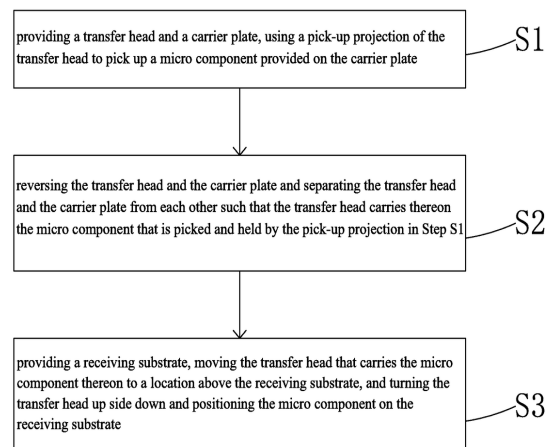 providing a transfer head and a carrier plate, using a pick-up projection of the
transfer head to pick up a micro component provided on the carrier plate
S1
reversing the transfer head and the carrier plate and separating the transfer head
and the carrier plate from each other such that the transfer head carries thereon
the micro component that is picked and held by the pick-up projection in Step S1
S2
providing a receiving substrate, moving the transfer head that carries the micro
component thereon to a location above the receiving substrate, and turning the
transfer head up side down and positioning the micro component on the
receiving substrate
S3